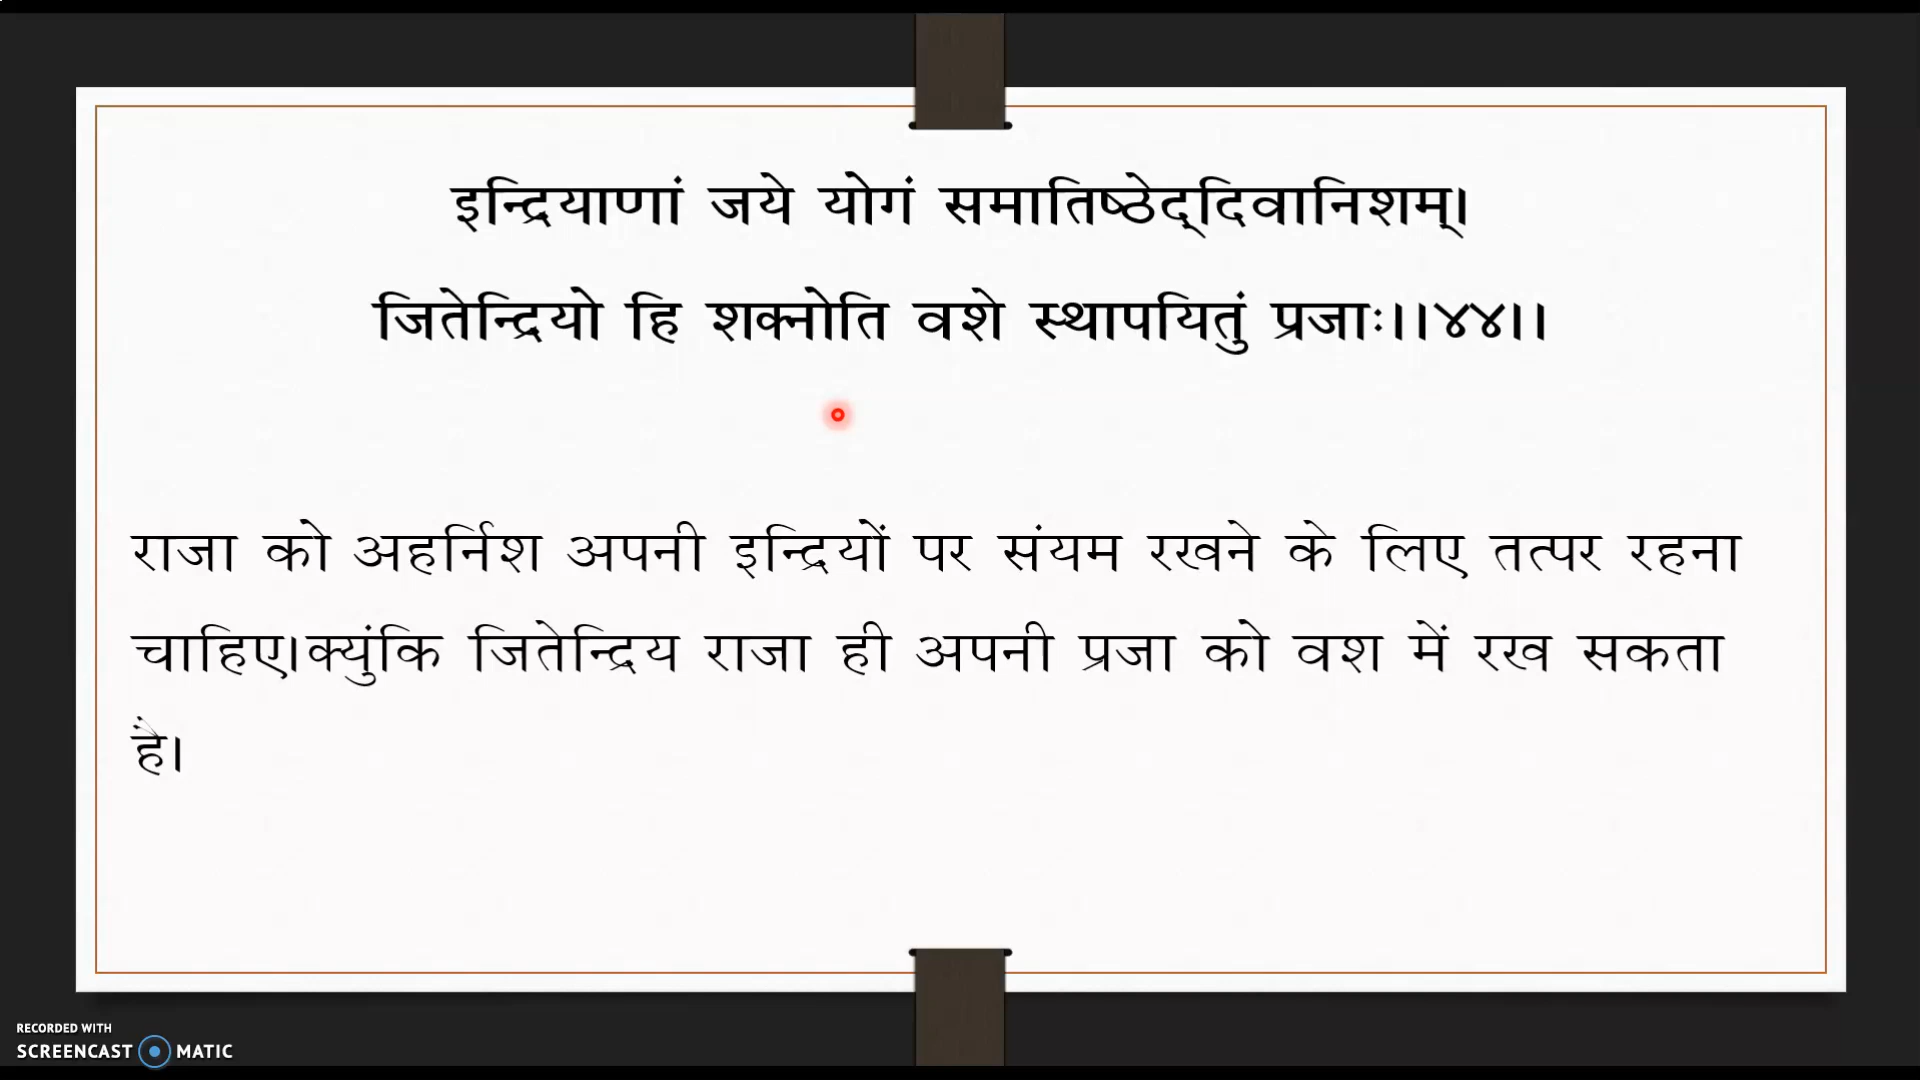 इन्द्रियाणां जये योगं समातिष्ठेद्‌दिवानिशम्।
जितेन्द्रियो हि शक्नोति वशे स्थापयितुं प्रजाः।।४४।।
राजा को अहर्निश अपनी इन्द्रियों पर संयम रखने के लिए तत्पर रहना
चाहिए।क्युंकि जितेन्द्रिय राजा ही अपनी प्रजा को वश में रख सकता
है।
RECORDED WITH
SCREENCAST MATIC